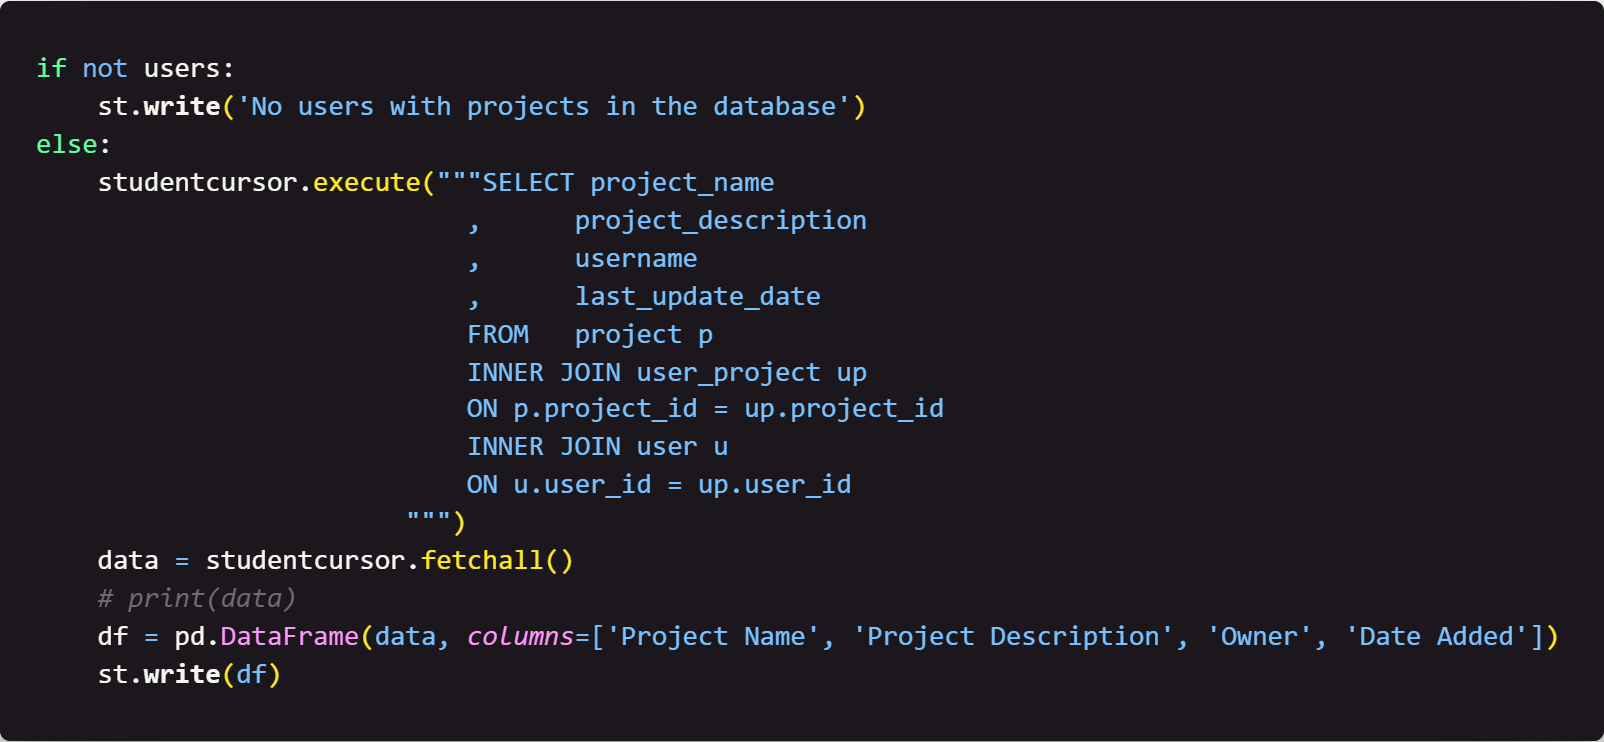 if not users:
    st.write('No users with projects in the database')
else:
    studentcursor.execute("""SELECT project_name
                            ,      project_description
                            ,      username
                            ,      last_update_date
                            FROM   project p
                            INNER JOIN user_project up
                            ON p.project_id = up.project_id
                            INNER JOIN user u
                            ON u.user_id = up.user_id
                        """)
    data = studentcursor.fetchall()
    # print(data)
    df = pd.DataFrame(data, columns=['Project Name', 'Project Description', 'Owner', 'Date Added'])
    st.write(df)